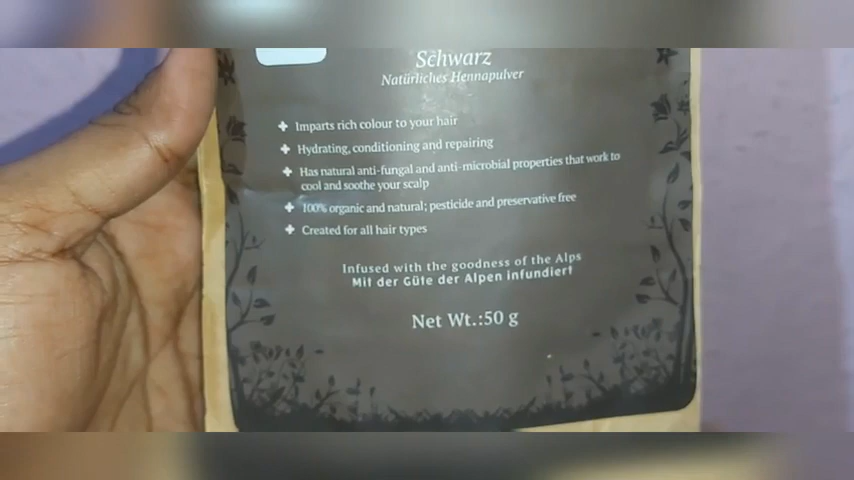 Schwarz
Natürliches Hennapulver
Imparts rich colour to your hair
Hydrating, conditioning and repairing
Has natural anti-fungal and anti-microbial properties that work to
cool and soothe your scalp
100% organic and natural; pesticide and preservative free
Created for all hair types
Infused with the goodness of the Alps
Mit der Güte der Alpen infundiert
Net Wt.:50 g